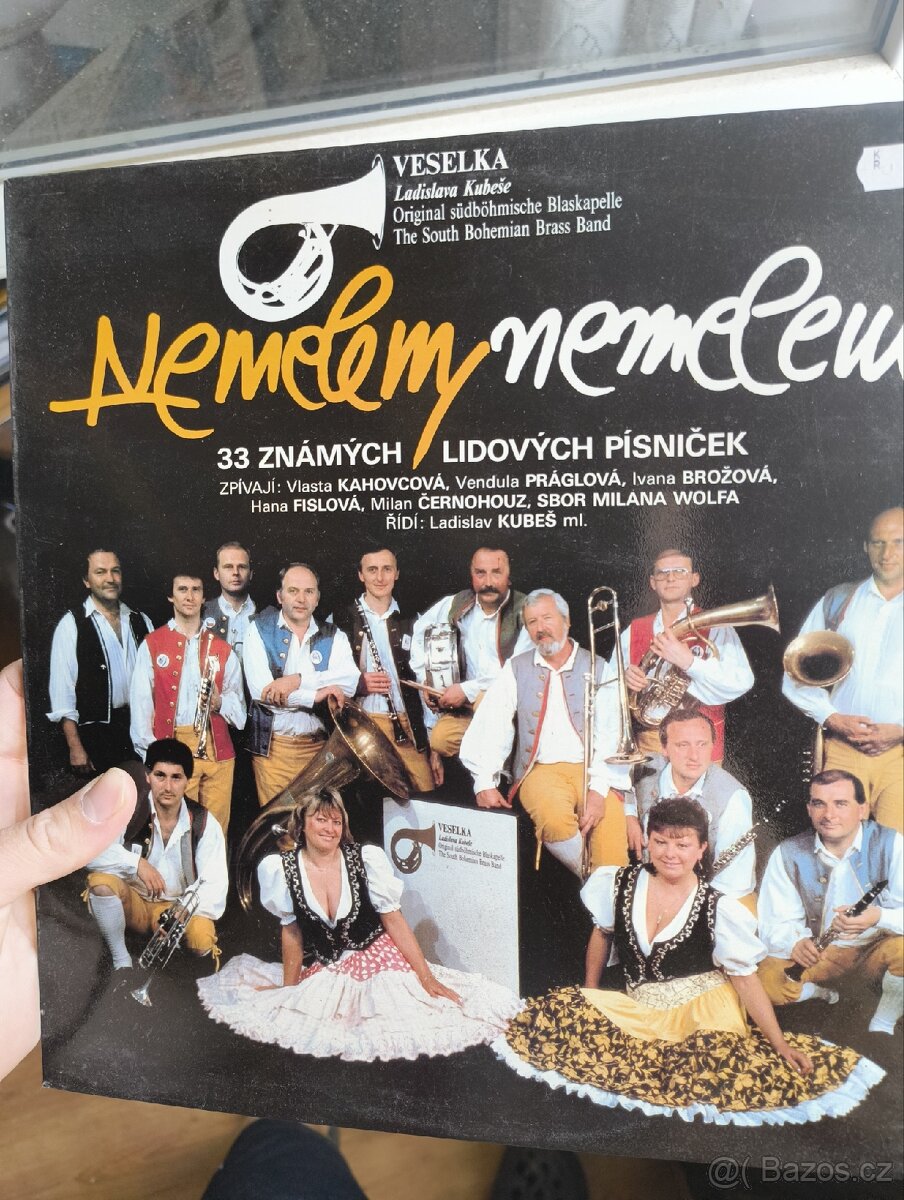 VESELKA
Ladislava Kubeše
Original südböhmische Blaskapelle
The South Bohemian Brass Band
Nemelem nemelem
33 ZNÁMÝCH LIDOVÝCH PÍSNIČEK
ZPÍVAJÍ: Vlasta KAHOVCOVÁ, Vendula PRÁGLOVÁ, Ivana BROŽOVÁ,
Hana FISLOVÁ, Milan ČERNOHOUZ, SBOR MILANA WOLFA
ŘÍDÍ: Ladislav KUBEŠ ml.
VESELKA
Ladislava Kubeše
Original südböhmische Blaskapelle
The South Bohemian Brass Band
@( Bazos.cz